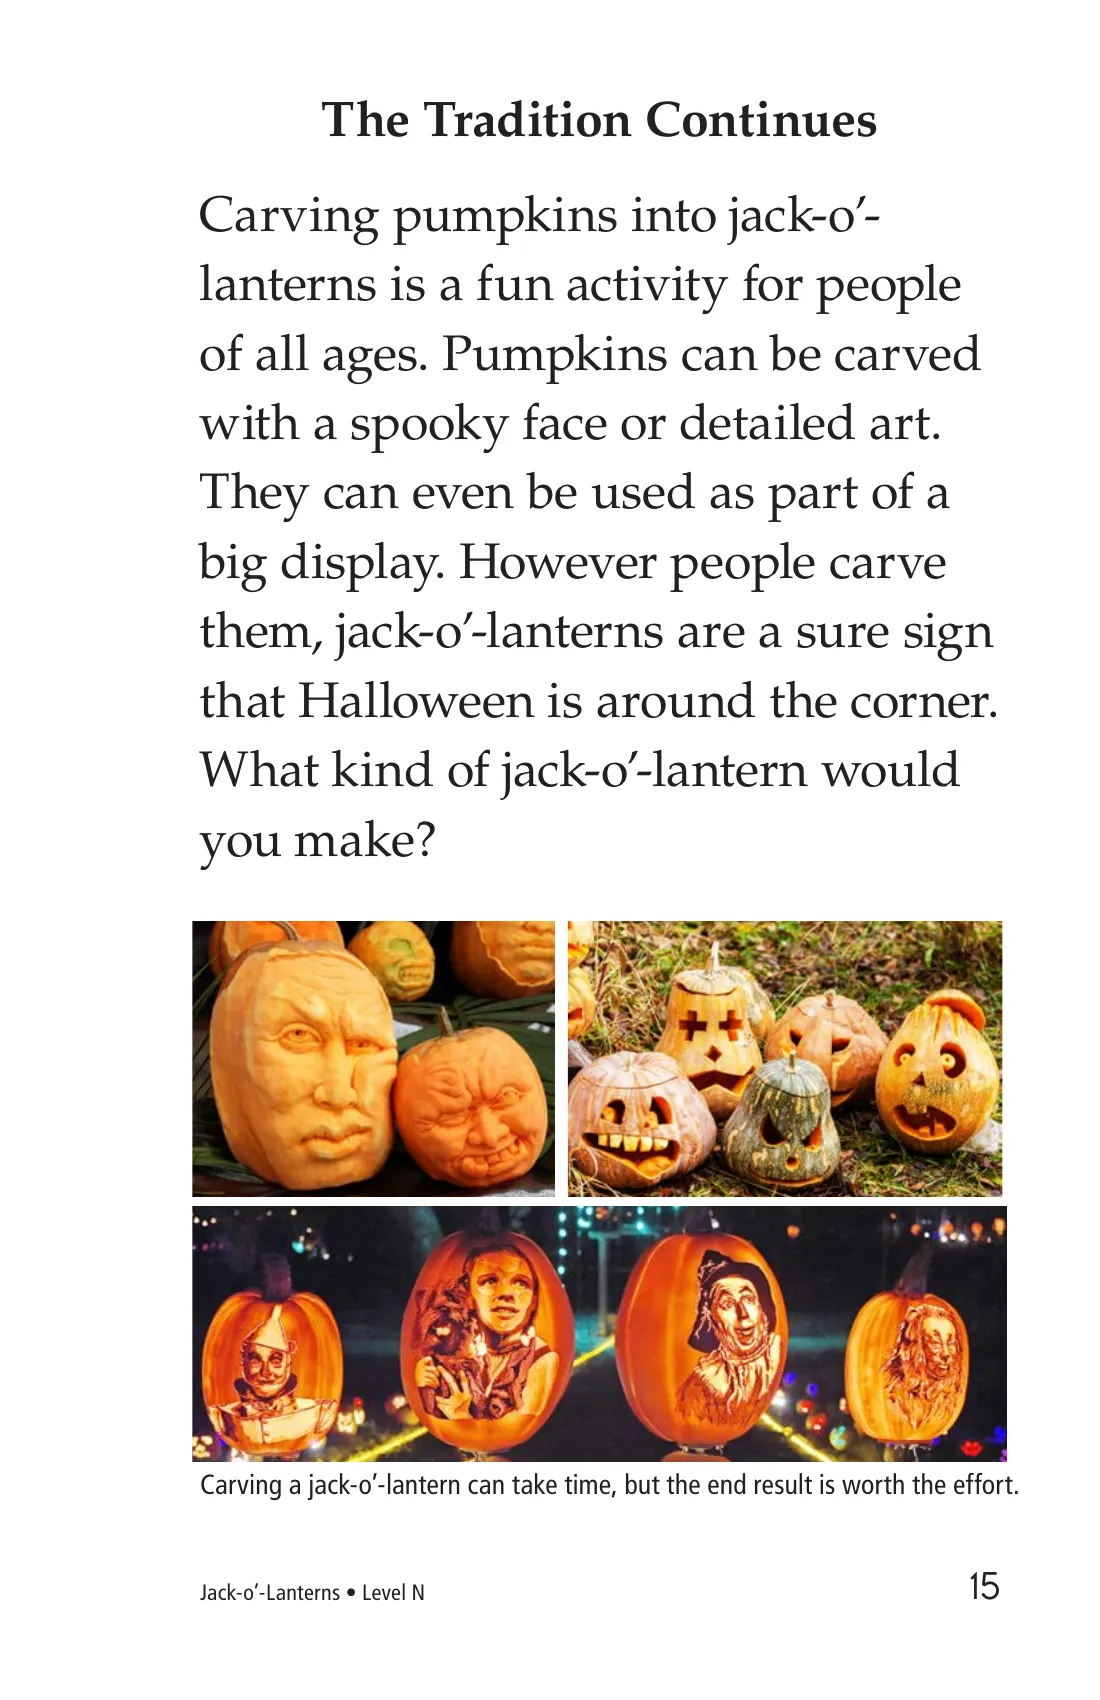 The Tradition Continues
Carving pumpkins into jack-o’-
lanterns is a fun activity for people
of all ages. Pumpkins can be carved
with a spooky face or detailed art.
They can even be used as part of a
big display. However people carve
them, jack-o’-lanterns are a sure sign
that Halloween is around the corner.
What kind of jack-o’-lantern would
you make?
Carving a jack-o’-lantern can take time, but the end result is worth the effort.
Jack-o’-Lanterns • Level N
15